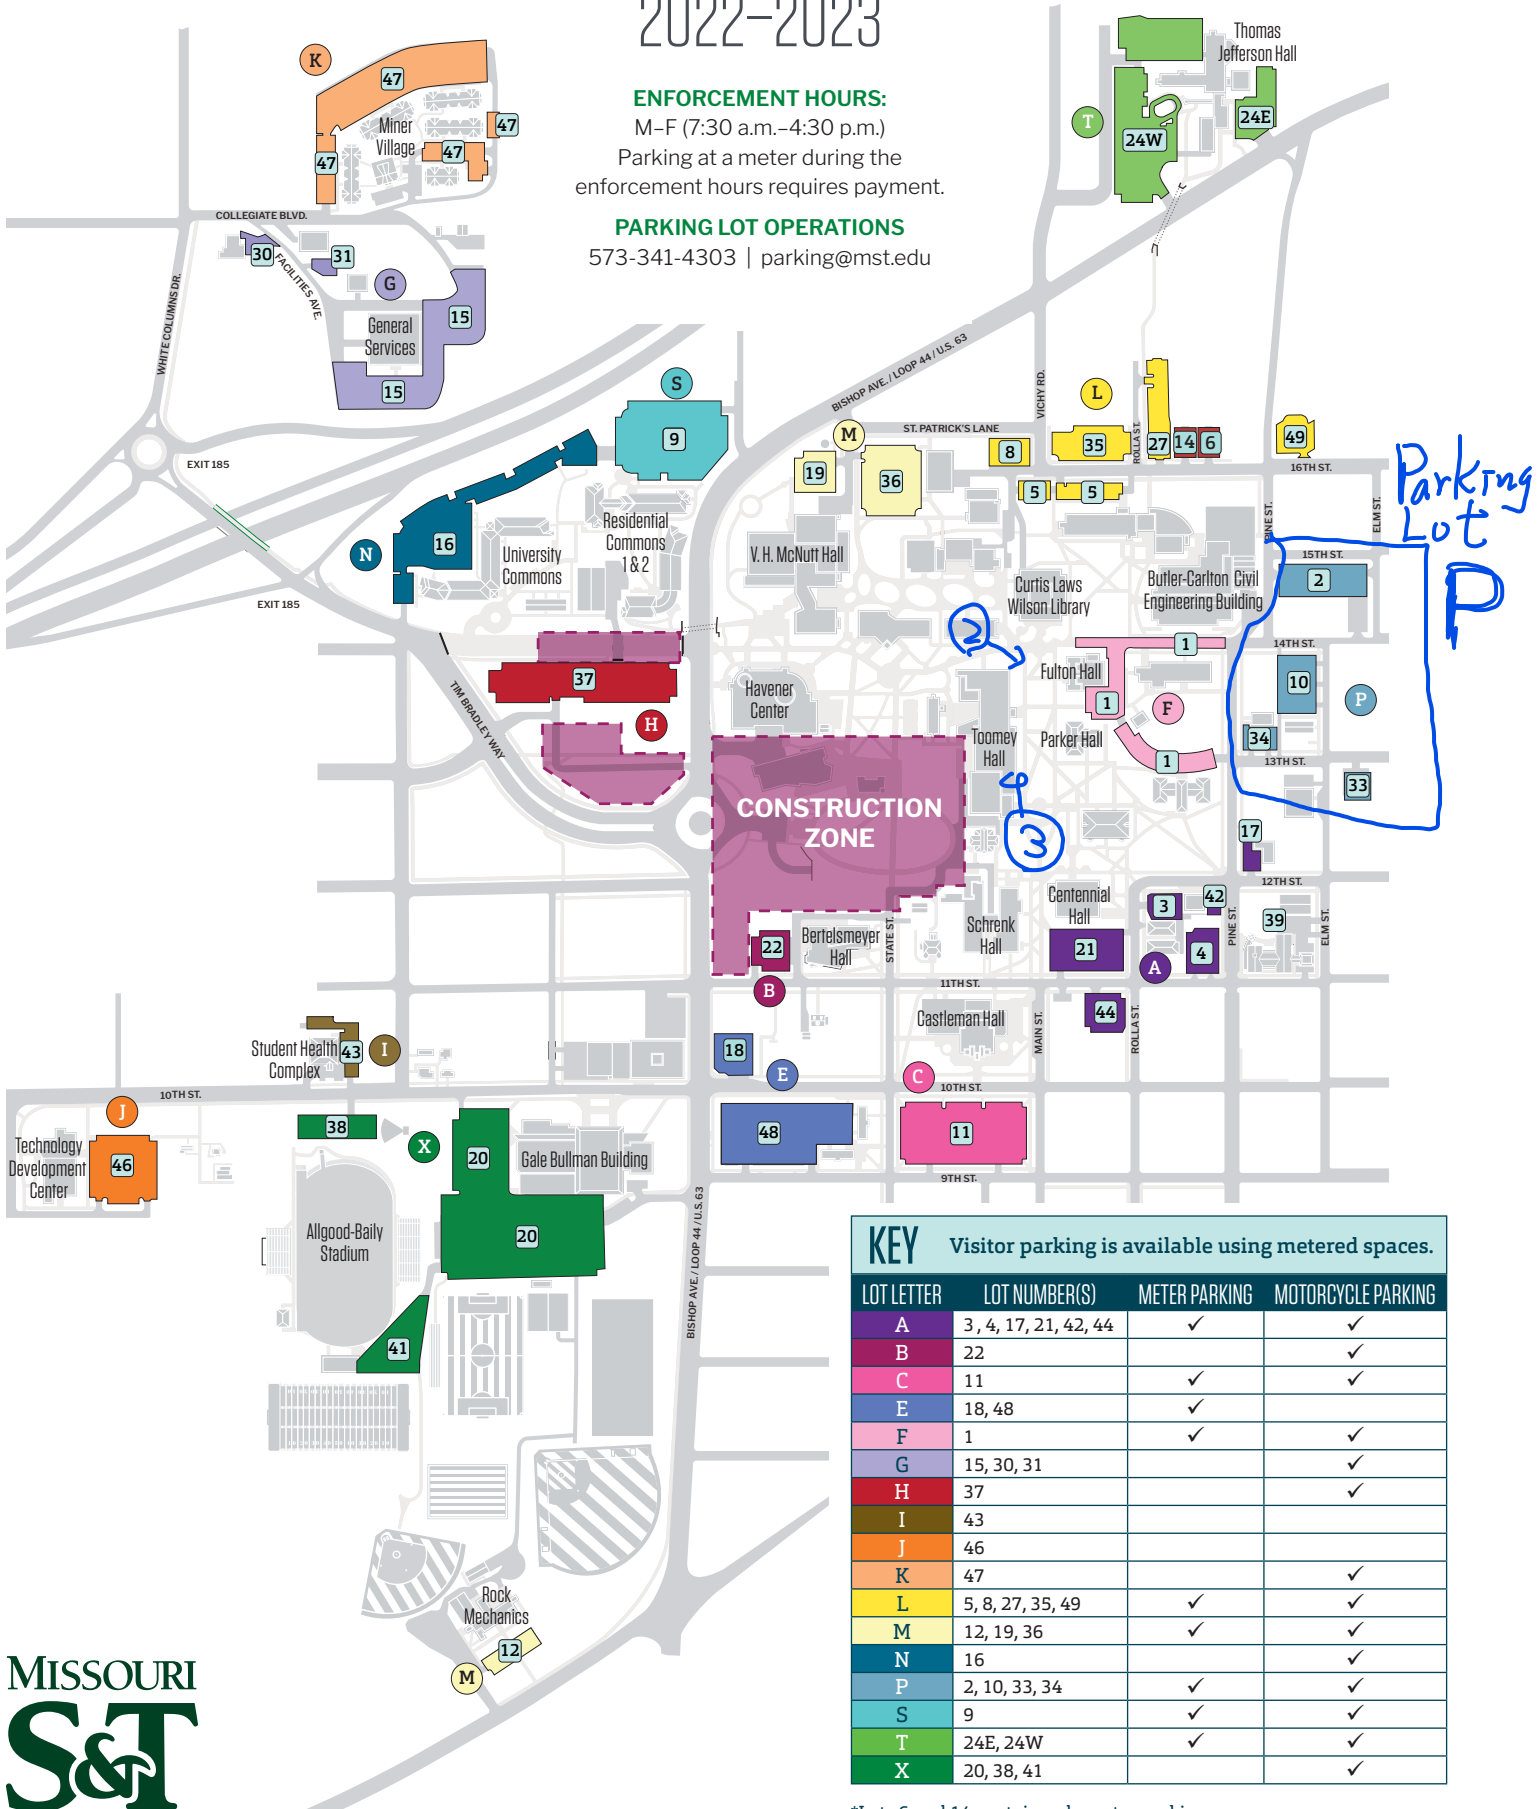 2022–2023
ENFORCEMENT HOURS:
M–F (7:30 a.m.–4:30 p.m.)
Parking at a meter during the
enforcement hours requires payment.
PARKING LOT OPERATIONS
573-341-4303 | parking@mst.edu
K
47
47
47
47
Miner
Village
COLLEGIATE BLVD.
30
31
FACILITIES AVE.
G
15
General
Services
15
WHITE COLUMNS DR.
EXIT 185
EXIT 185
Thomas
Jefferson Hall
T
24W
24E
BISHOP AVE. / LOOP 44 / U.S. 63
VICHY RD.
S
9
N
16
University
Commons
Residential
Commons
1 & 2
M
19
36
ST. PATRICK'S LANE
8
L
35
ROLLA ST.
27
14
6
49
16TH ST.
5
5
PINE ST.
ELM ST.
Parking
Lot
P
15TH ST.
2
14TH ST.
10
P
34
13TH ST.
33
V. H. McNutt Hall
Curtis Laws
Wilson Library
Butler-Carlton Civil
Engineering Building
2
1
Fulton Hall
1
F
Parker Hall
1
Toomey
Hall
3
Havener
Center
37
H
TIM BRADLEY WAY
CONSTRUCTION
ZONE
17
12TH ST.
Centennial
Hall
3
42
39
PINE ST.
ELM ST.
21
4
A
Schrenk
Hall
STATE ST.
Bertelsmeyer
Hall
22
B
11TH ST.
44
Castleman Hall
MAIN ST.
ROLLA ST.
18
E
C
10TH ST.
48
11
9TH ST.
Student Health
Complex
43
I
10TH ST.
J
Technology
Development
Center
46
38
X
20
Gale Bullman Building
20
Allgood-Baily
Stadium
41
BISHOP AVE. / LOOP 44 / U.S. 63
Rock
Mechanics
12
M
MISSOURI
S&T
KEY Visitor parking is available using metered spaces.
LOT LETTER LOT NUMBER(S) METER PARKING MOTORCYCLE PARKING
A 3 , 4, 17, 21, 42, 44 ✓ ✓
B 22 ✓
C 11 ✓ ✓
E 18, 48 ✓
F 1 ✓ ✓
G 15, 30, 31 ✓
H 37 ✓
I 43
J 46
K 47 ✓
L 5, 8, 27, 35, 49 ✓ ✓
M 12, 19, 36 ✓ ✓
N 16 ✓
P 2, 10, 33, 34 ✓ ✓
S 9 ✓ ✓
T 24E, 24W ✓ ✓
X 20, 38, 41 ✓